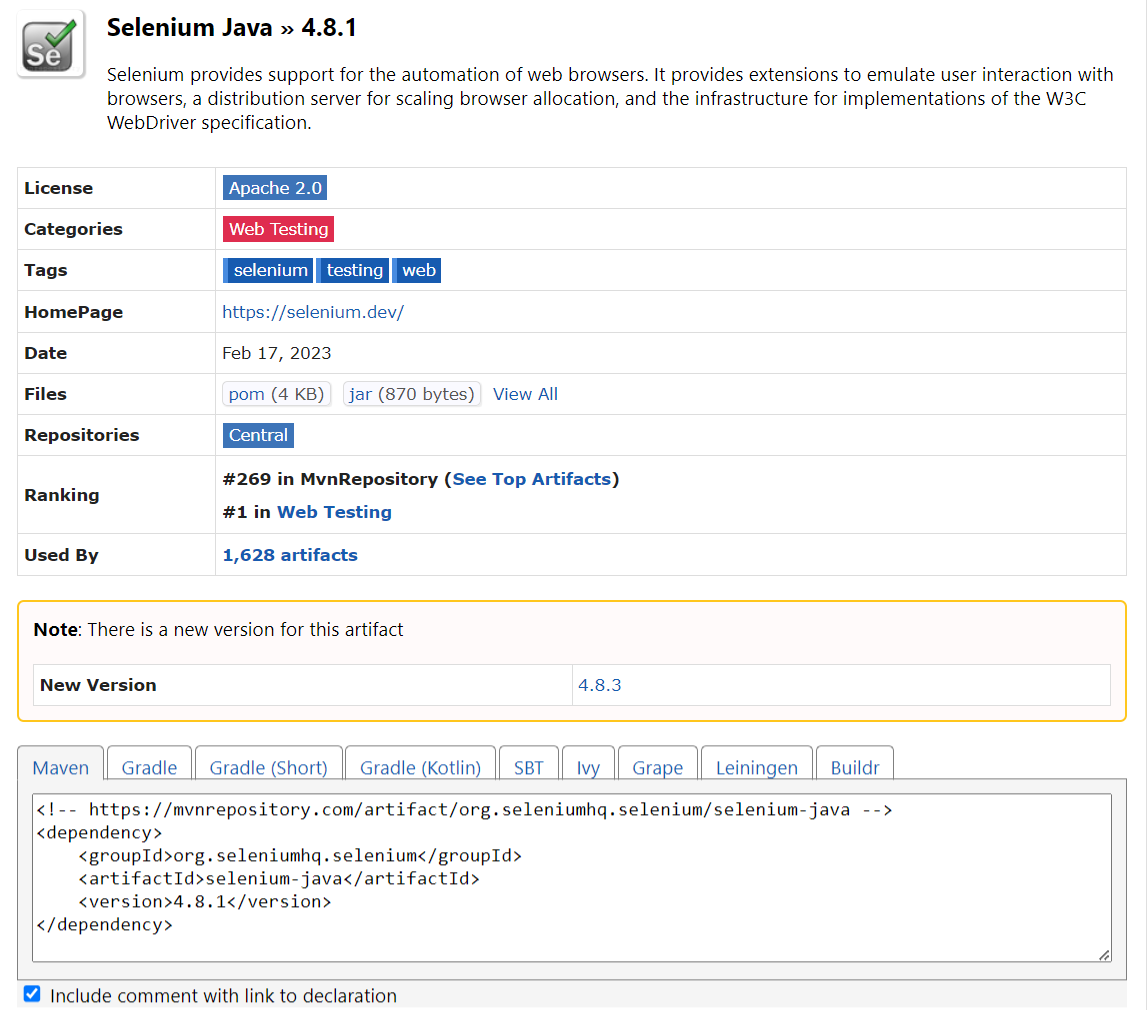 Se
Selenium Java » 4.8.1
Selenium provides support for the automation of web browsers. It provides extensions to emulate user interaction with
browsers, a distribution server for scaling browser allocation, and the infrastructure for implementations of the W3C
WebDriver specification.
License Apache 2.0
Categories Web Testing
Tags selenium testing web
HomePage https://selenium.dev/
Date Feb 17, 2023
Files pom (4 KB) jar (870 bytes) View All
Repositories Central
Ranking #269 in MvnRepository (See Top Artifacts)
#1 in Web Testing
Used By 1,628 artifacts
Note: There is a new version for this artifact
New Version 4.8.3
Maven Gradle Gradle (Short) Gradle (Kotlin) SBT Ivy Grape Leiningen Buildr
<!-- https://mvnrepository.com/artifact/org.seleniumhq.selenium/selenium-java -->
<dependency>
    <groupId>org.seleniumhq.selenium</groupId>
    <artifactId>selenium-java</artifactId>
    <version>4.8.1</version>
</dependency>
Include comment with link to declaration